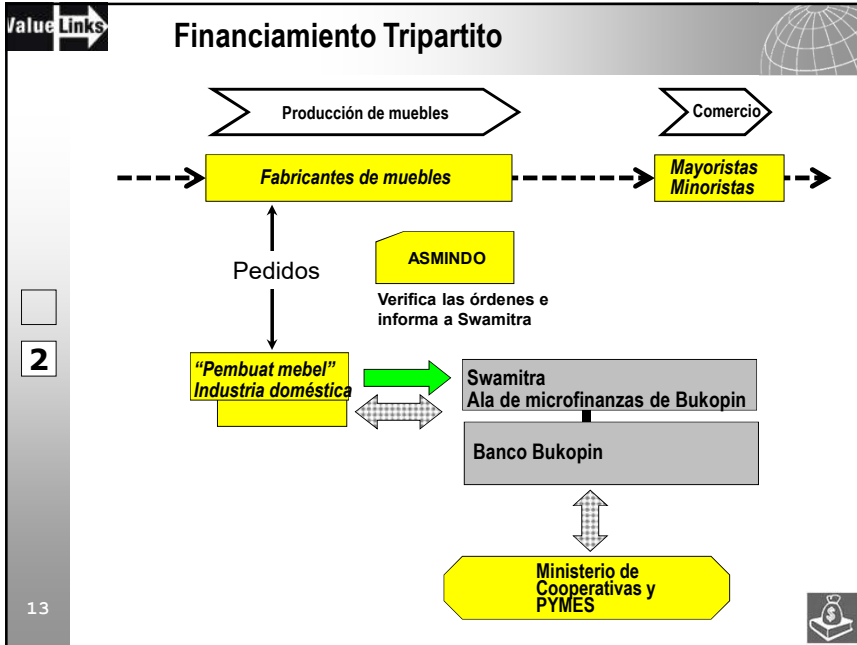 Value Links
Financiamiento Tripartito
Producción de muebles
Comercio
Fabricantes de muebles
Mayoristas
Minoristas
Pedidos
ASMINDO
Verifica las órdenes e
informa a Swamitra
2
“Pembuat mebel”
Industria doméstica
Swamitra
Ala de microfinanzas de Bukopin
Banco Bukopin
Ministerio de
Cooperativas y
PYMES
13
$